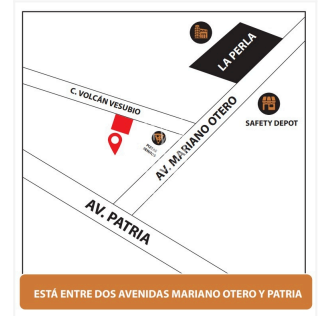 LA PERLA
C. VOLCÁN VESUBIO
SAFETY DEPOT
AV. MARIANO OTERO
AV. PATRIA
ESTÁ ENTRE DOS AVENIDAS MARIANO OTERO Y PATRIA